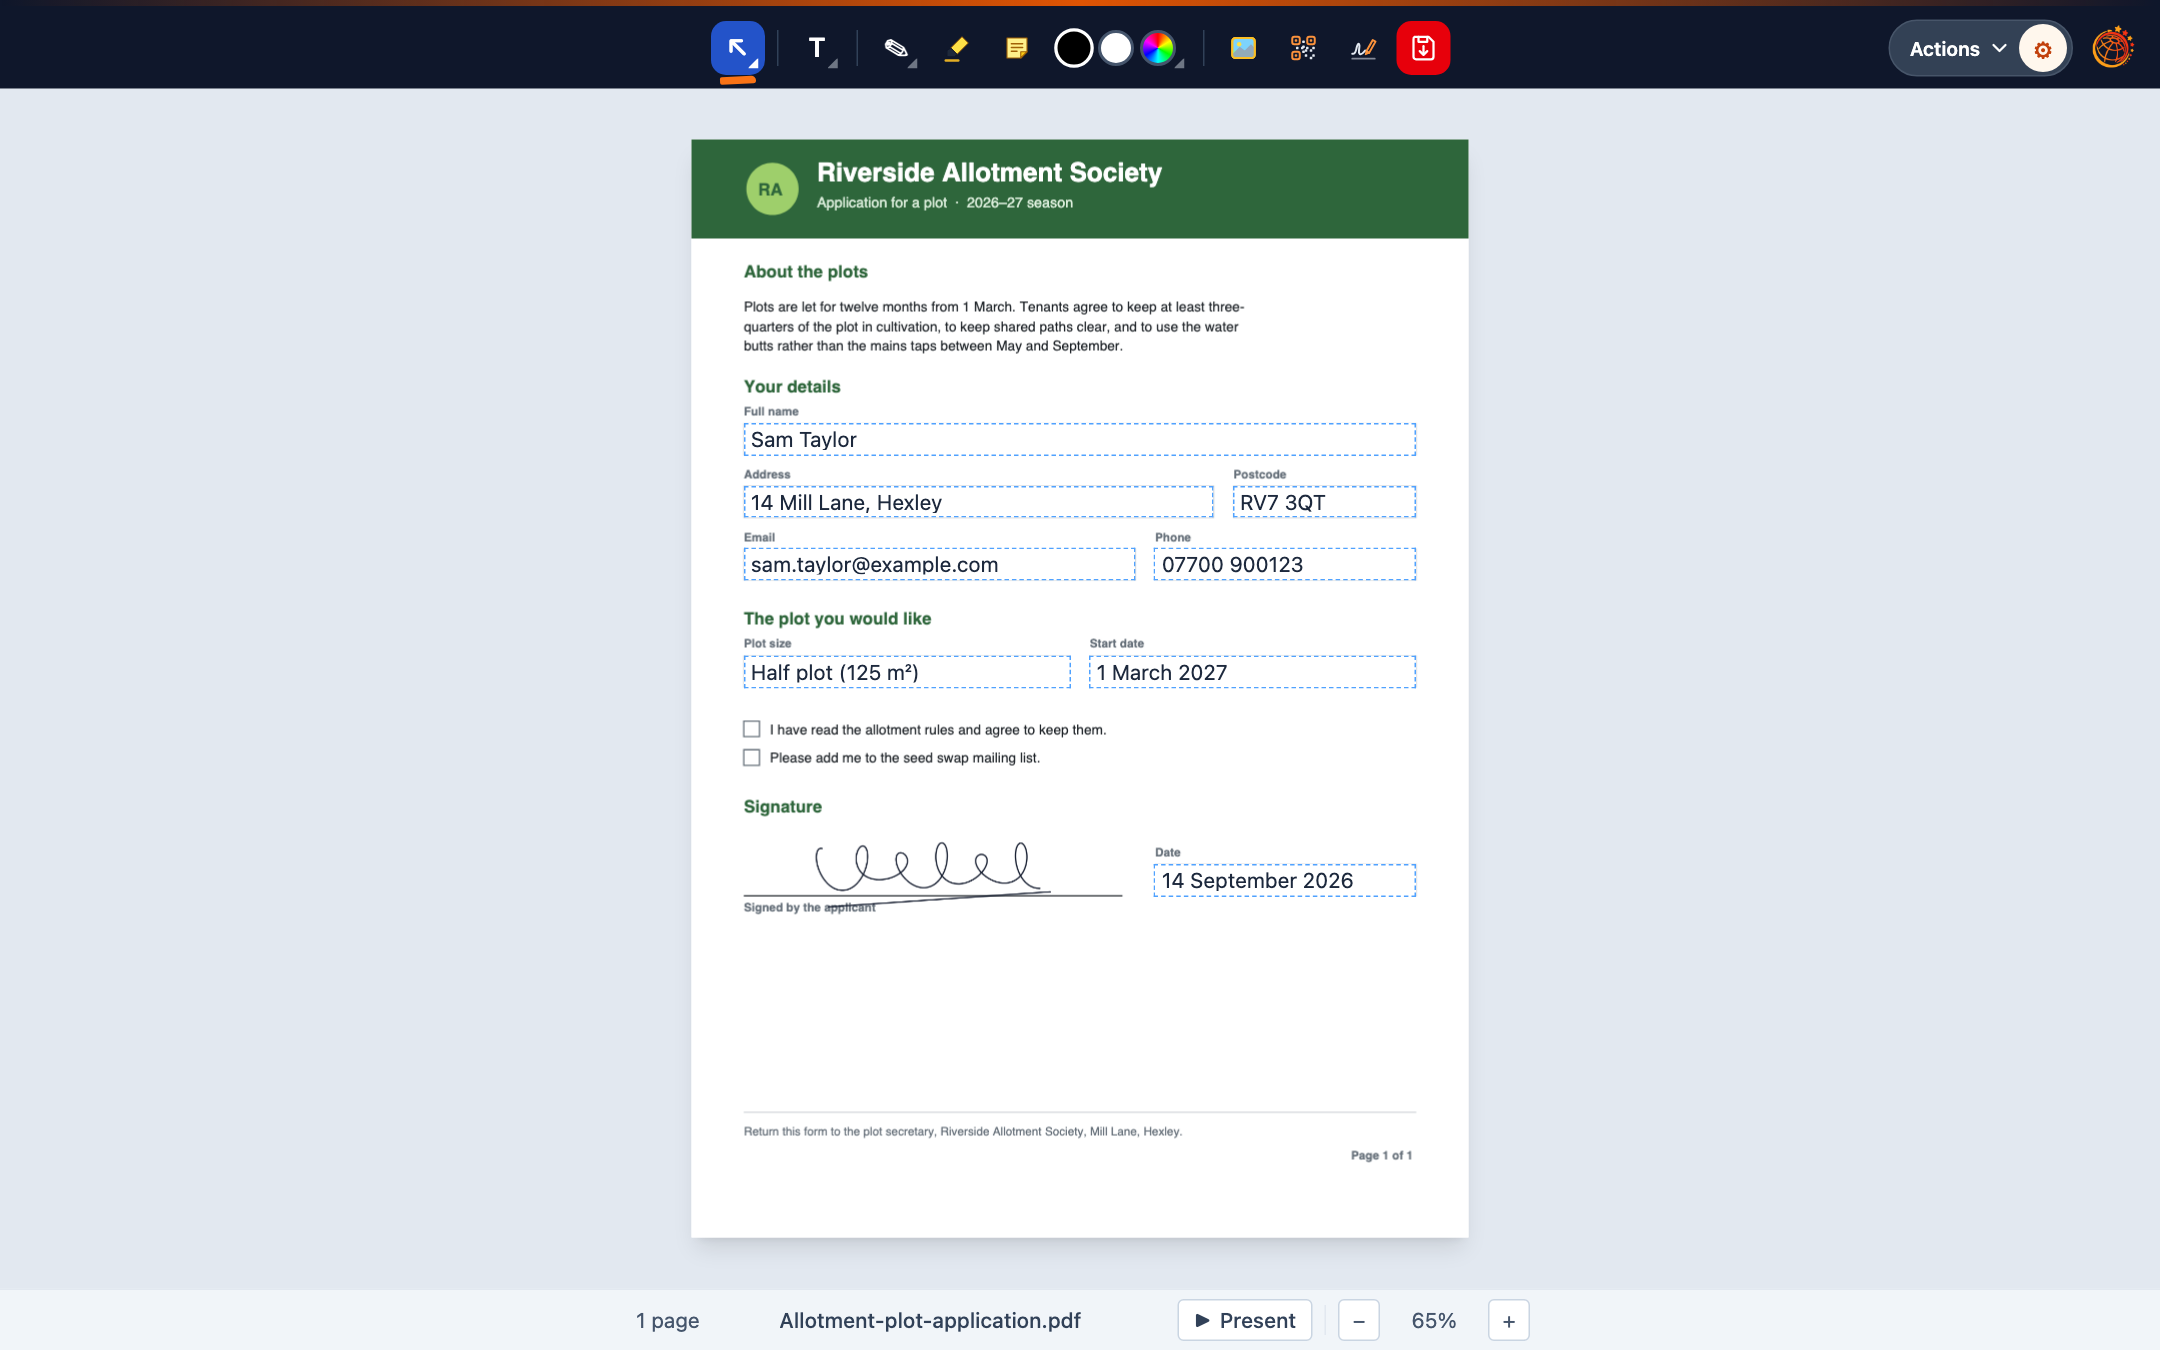 T
Actions
RA
Riverside Allotment Society
Application for a plot · 2026–27 season
About the plots
Plots are let for twelve months from 1 March. Tenants agree to keep at least three-
quarters of the plot in cultivation, to keep shared paths clear, and to use the water
butts rather than the mains taps between May and September.
Your details
Full name
Sam Taylor
Address
Postcode
14 Mill Lane, Hexley
RV7 3QT
Email
Phone
sam.taylor@example.com
07700 900123
The plot you would like
Plot size
Start date
Half plot (125 m²)
1 March 2027
I have read the allotment rules and agree to keep them.
Please add me to the seed swap mailing list.
Signature
Date
14 September 2026
Signed by the applicant
Return this form to the plot secretary, Riverside Allotment Society, Mill Lane, Hexley.
Page 1 of 1
1 page
Allotment-plot-application.pdf
Present
−
65%
+